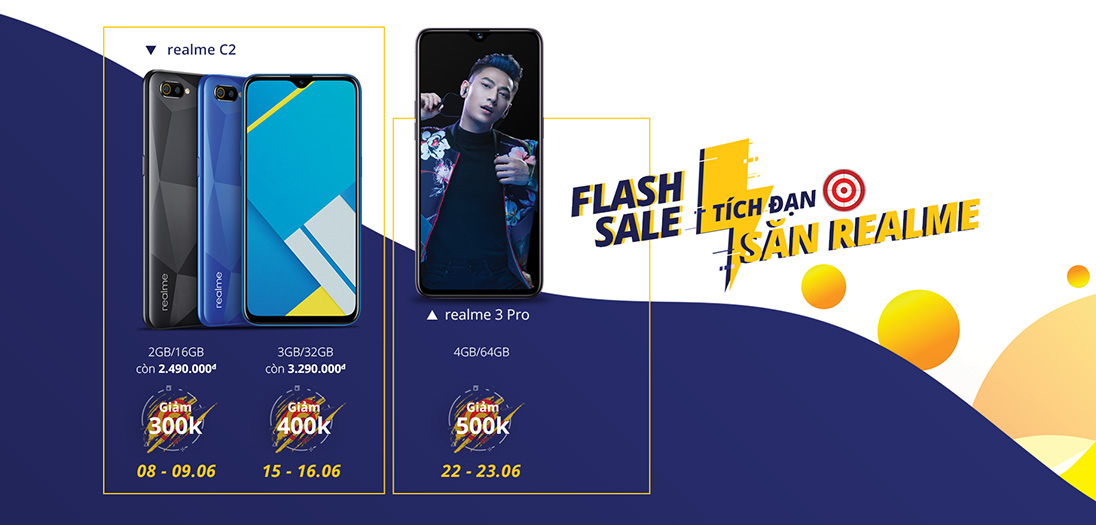 ▼ realme C2
realme
realme
2GB/16GB
còn 2.490.000đ
Giảm
300k
08 - 09.06
3GB/32GB
còn 3.290.000đ
Giảm
400k
15 - 16.06
▲ realme 3 Pro
4GB/64GB
Giảm
500k
22 - 23.06
FLASH
SALE
TÍCH ĐẠN
SĂN REALME